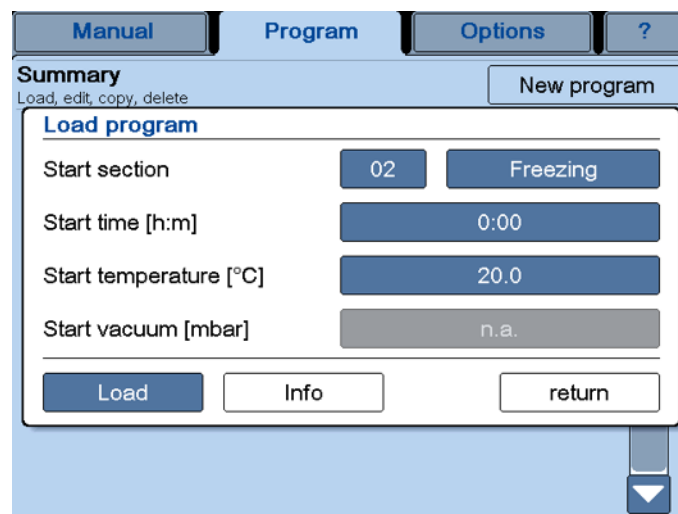 Manual Program Options ?
Summary
Load, edit, copy, delete
New program
Load program
Start section 02 Freezing
Start time [h:m] 0:00
Start temperature [°C] 20.0
Start vacuum [mbar] n.a.
Load Info return